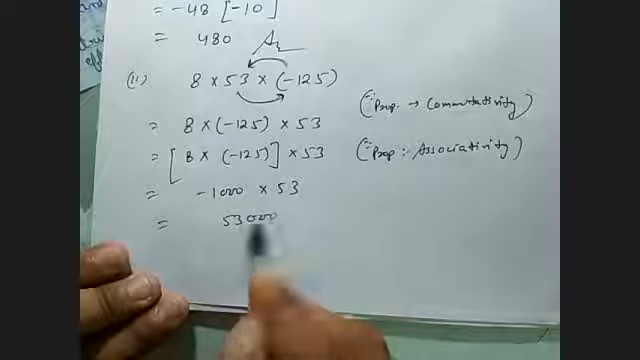 = -48 [-10]
= 480 Ans
(ii) 8 × 53 × (-125)
= 8 × (-125) × 53 (∵ Prop. → Commutativity)
= [8 × (-125)] × 53 (∵ Prop :- Associativity)
= -1000 × 53
= 53000